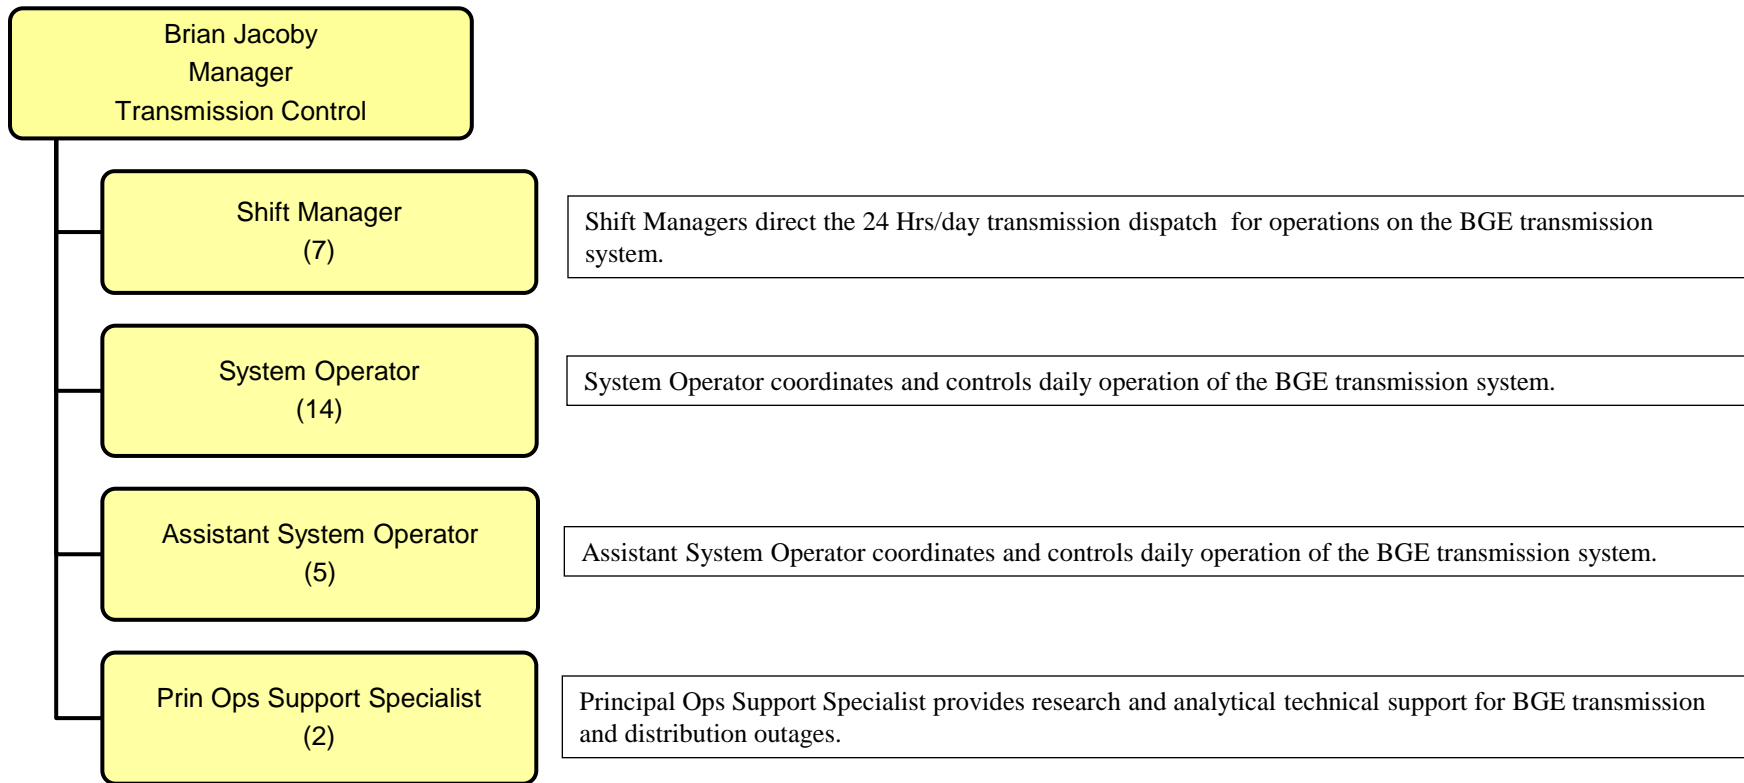 Brian Jacoby
Manager
Transmission Control
Shift Manager
(7)
Shift Managers direct the 24 Hrs/day transmission dispatch  for operations on the BGE transmission
system.
System Operator
(14)
System Operator coordinates and controls daily operation of the BGE transmission system.
Assistant System Operator
(5)
Assistant System Operator coordinates and controls daily operation of the BGE transmission system.
Prin Ops Support Specialist
(2)
Principal Ops Support Specialist provides research and analytical technical support for BGE transmission
and distribution outages.